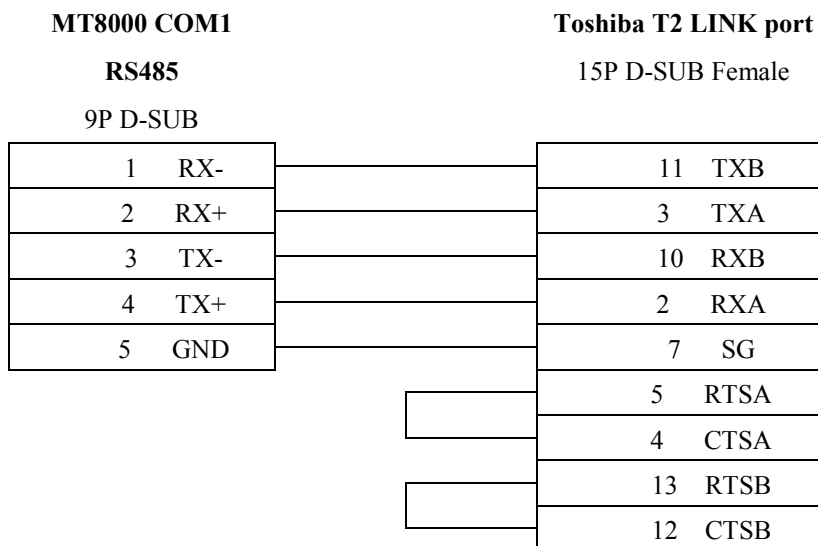 MT8000 COM1 Toshiba T2 LINK port
RS485 15P D-SUB Female
9P D-SUB
1 RX- 11 TXB
2 RX+ 3 TXA
3 TX- 10 RXB
4 TX+ 2 RXA
5 GND 7 SG
5 RTSA
4 CTSA
13 RTSB
12 CTSB